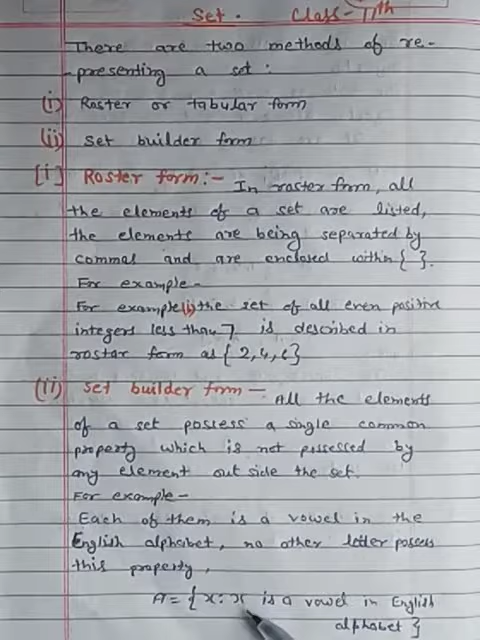 Set. Class-11th
There are two methods of re-
-presenting a set:
(i) Roaster or tabular form
(ii) Set builder form
[i] Roster form:- In roaster form, all
the elements of a set are listed,
the elements are being separated by
commas and are enclosed within { }.
For example-
For example(i) the set of all even positive
integers less than 7 is described in
rostar form as { 2, 4, 6}
(ii) Set builder form - All the elements
of a set possess a single common
property which is not possessed by
any element out side the set.
For example-
Each of them is a vowel in the
English alphabet, no other letter possess
this property,
A = { x : x is a vowel in English
alphabet }